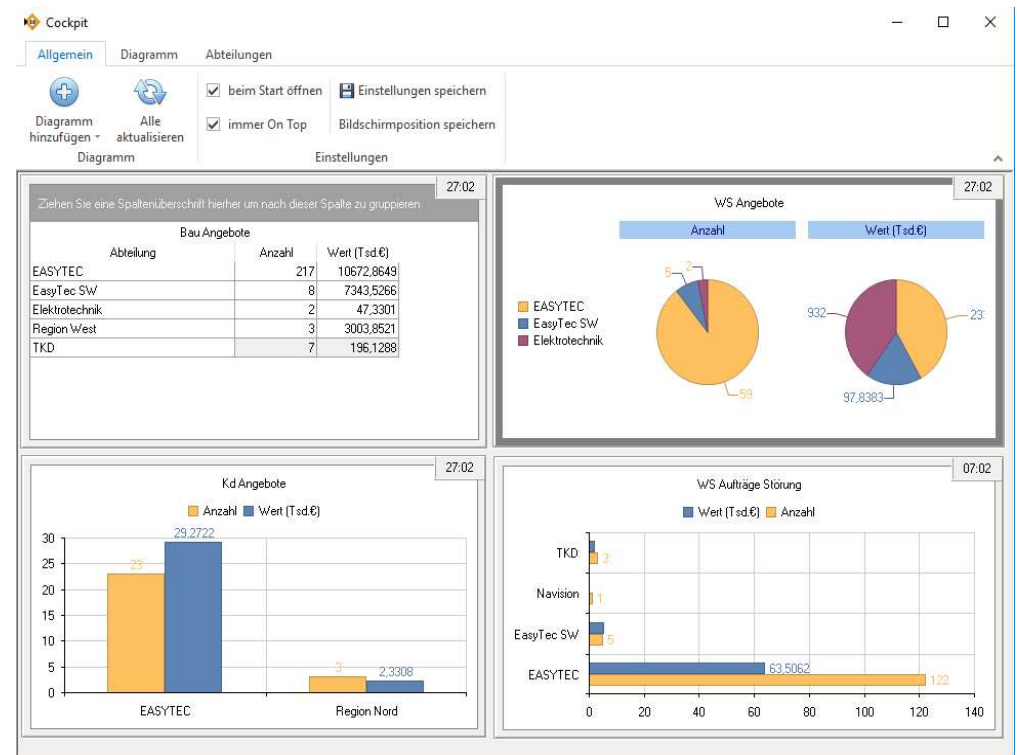 Cockpit
Allgemein Diagramm Abteilungen
Diagramm hinzufügen
Alle aktualisieren
Diagramm
beim Start öffnen
immer On Top
Einstellungen speichern
Bildschirmposition speichern
Einstellungen
27:02
Ziehen Sie eine Spaltenüberschrift hierher um nach dieser Spalte zu gruppieren
Bau Angebote
Abteilung Anzahl Wert (Tsd.€)
EASYTEC 217 10672,8649
EasyTec SW 8 7343,5266
Elektrotechnik 2 47,3301
Region West 3 3003,8521
TKD 7 196,1288
27:02
WS Angebote
Anzahl Wert (Tsd.€)
EASYTEC
EasyTec SW
Elektrotechnik
5 2
59
932
97,8383
27:02
Kd Angebote
Anzahl Wert (Tsd.€)
30
25
20
15
10
5
0
23 29,2722
3 2,3308
EASYTEC Region Nord
07:02
WS Aufträge Störung
Wert (Tsd.€) Anzahl
TKD 3
Navision 1
EasyTec SW 5
EASYTEC 63,5062
122
0 20 40 60 80 100 120 140